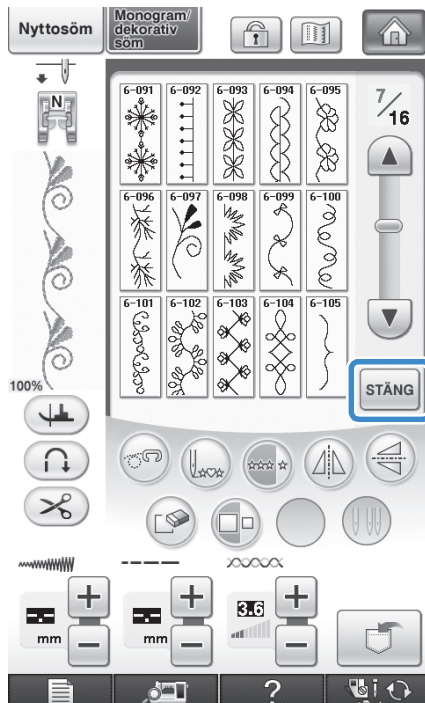 Nyttosöm
Monogram/
dekorativ
söm
N
6-091 6-092 6-093 6-094 6-095
7/16
6-096 6-097 6-098 6-099 6-100
6-101 6-102 6-103 6-104 6-105
100%
STÄNG
+ + 3.6 +
mm − mm − −
?